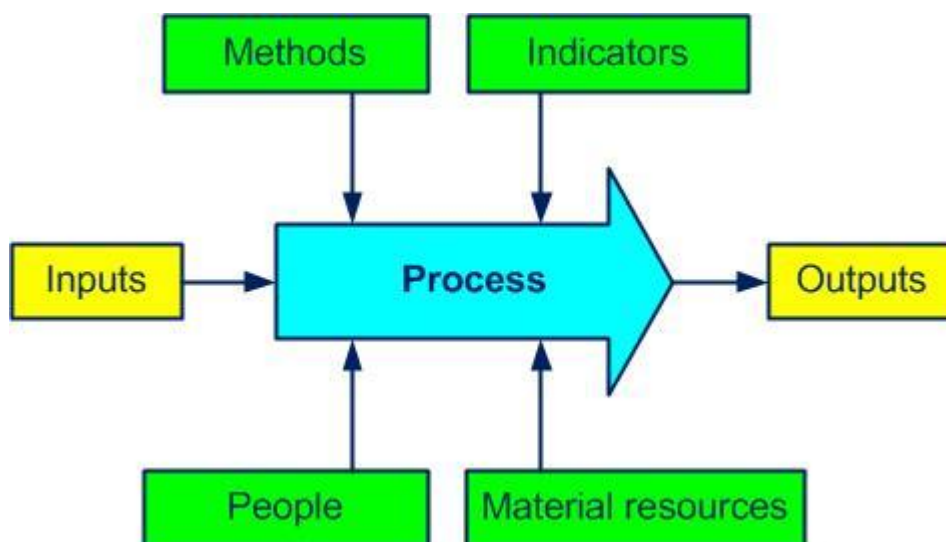 Methods
Indicators
Inputs
Process
Outputs
People
Material resources